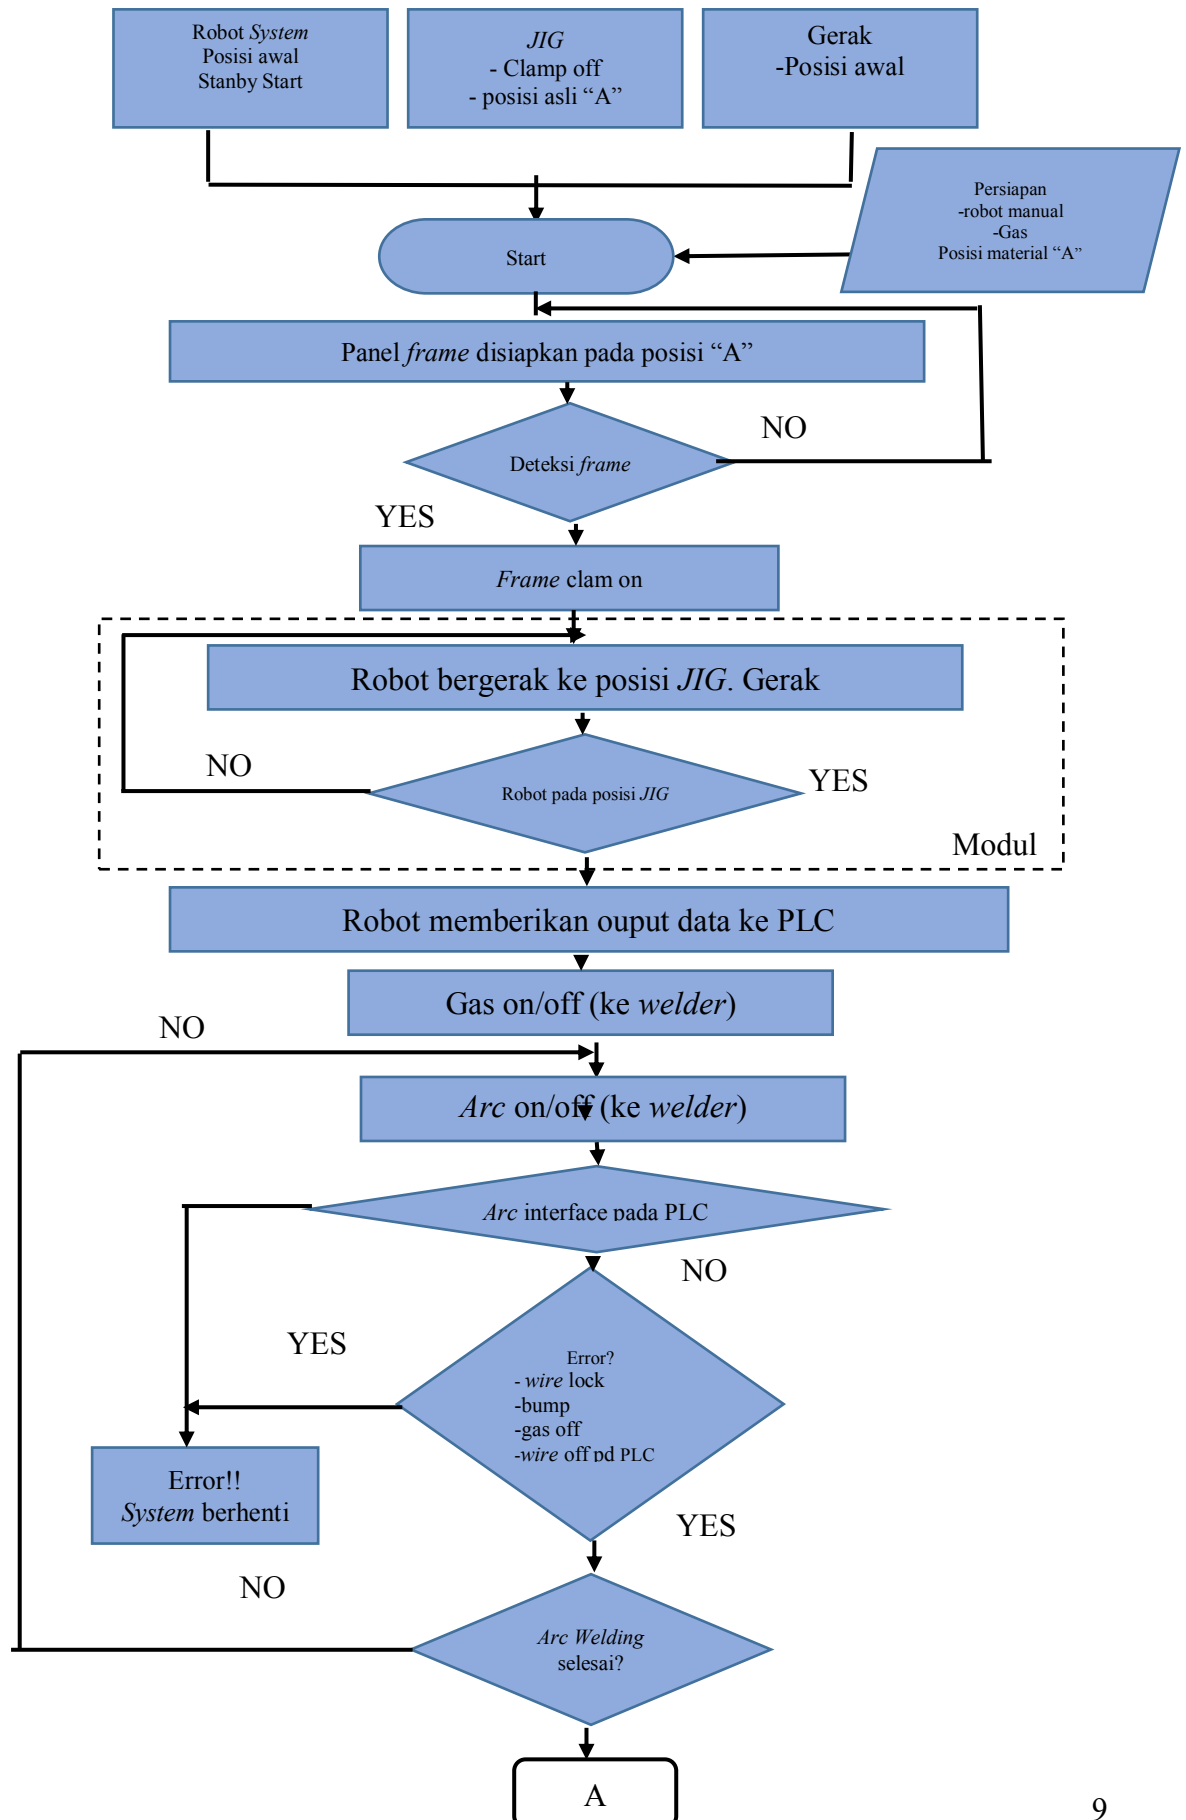 Robot System
Posisi awal
Stanby Start
JIG
- Clamp off
- posisi asli “A”
Gerak
-Posisi awal
Persiapan
-robot manual
-Gas
Posisi material “A”
Start
Panel frame disiapkan pada posisi “A”
NO
Deteksi frame
YES
Frame clam on
Robot bergerak ke posisi JIG. Gerak
NO
YES
Robot pada posisi JIG
Modul
Robot memberikan ouput data ke PLC
Gas on/off (ke welder)
NO
Arc on/off (ke welder)
Arc interface pada PLC
NO
YES
Error?
- wire lock
-bump
-gas off
-wire off pd PLC
Error!!
System berhenti
YES
NO
Arc Welding
selesai?
A
9